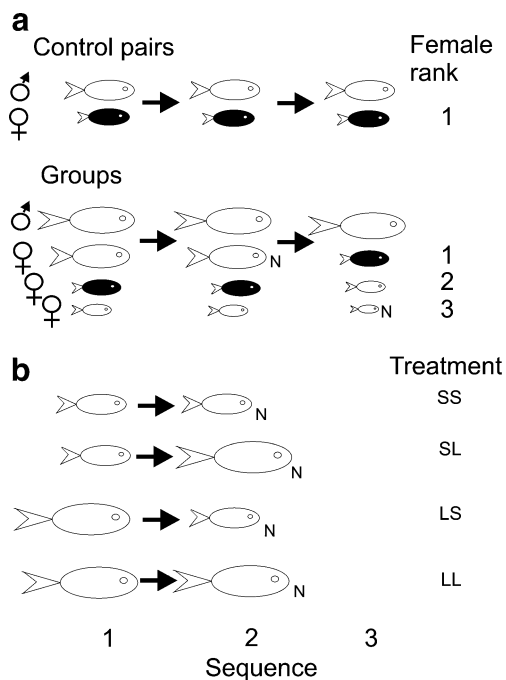 a
Control pairs
Female
rank
♂
♀
1
Groups
♂
♀
N
1
♀
2
♀
N
3
b
Treatment
SS
N
SL
N
LS
N
LL
N
1 2 3
Sequence